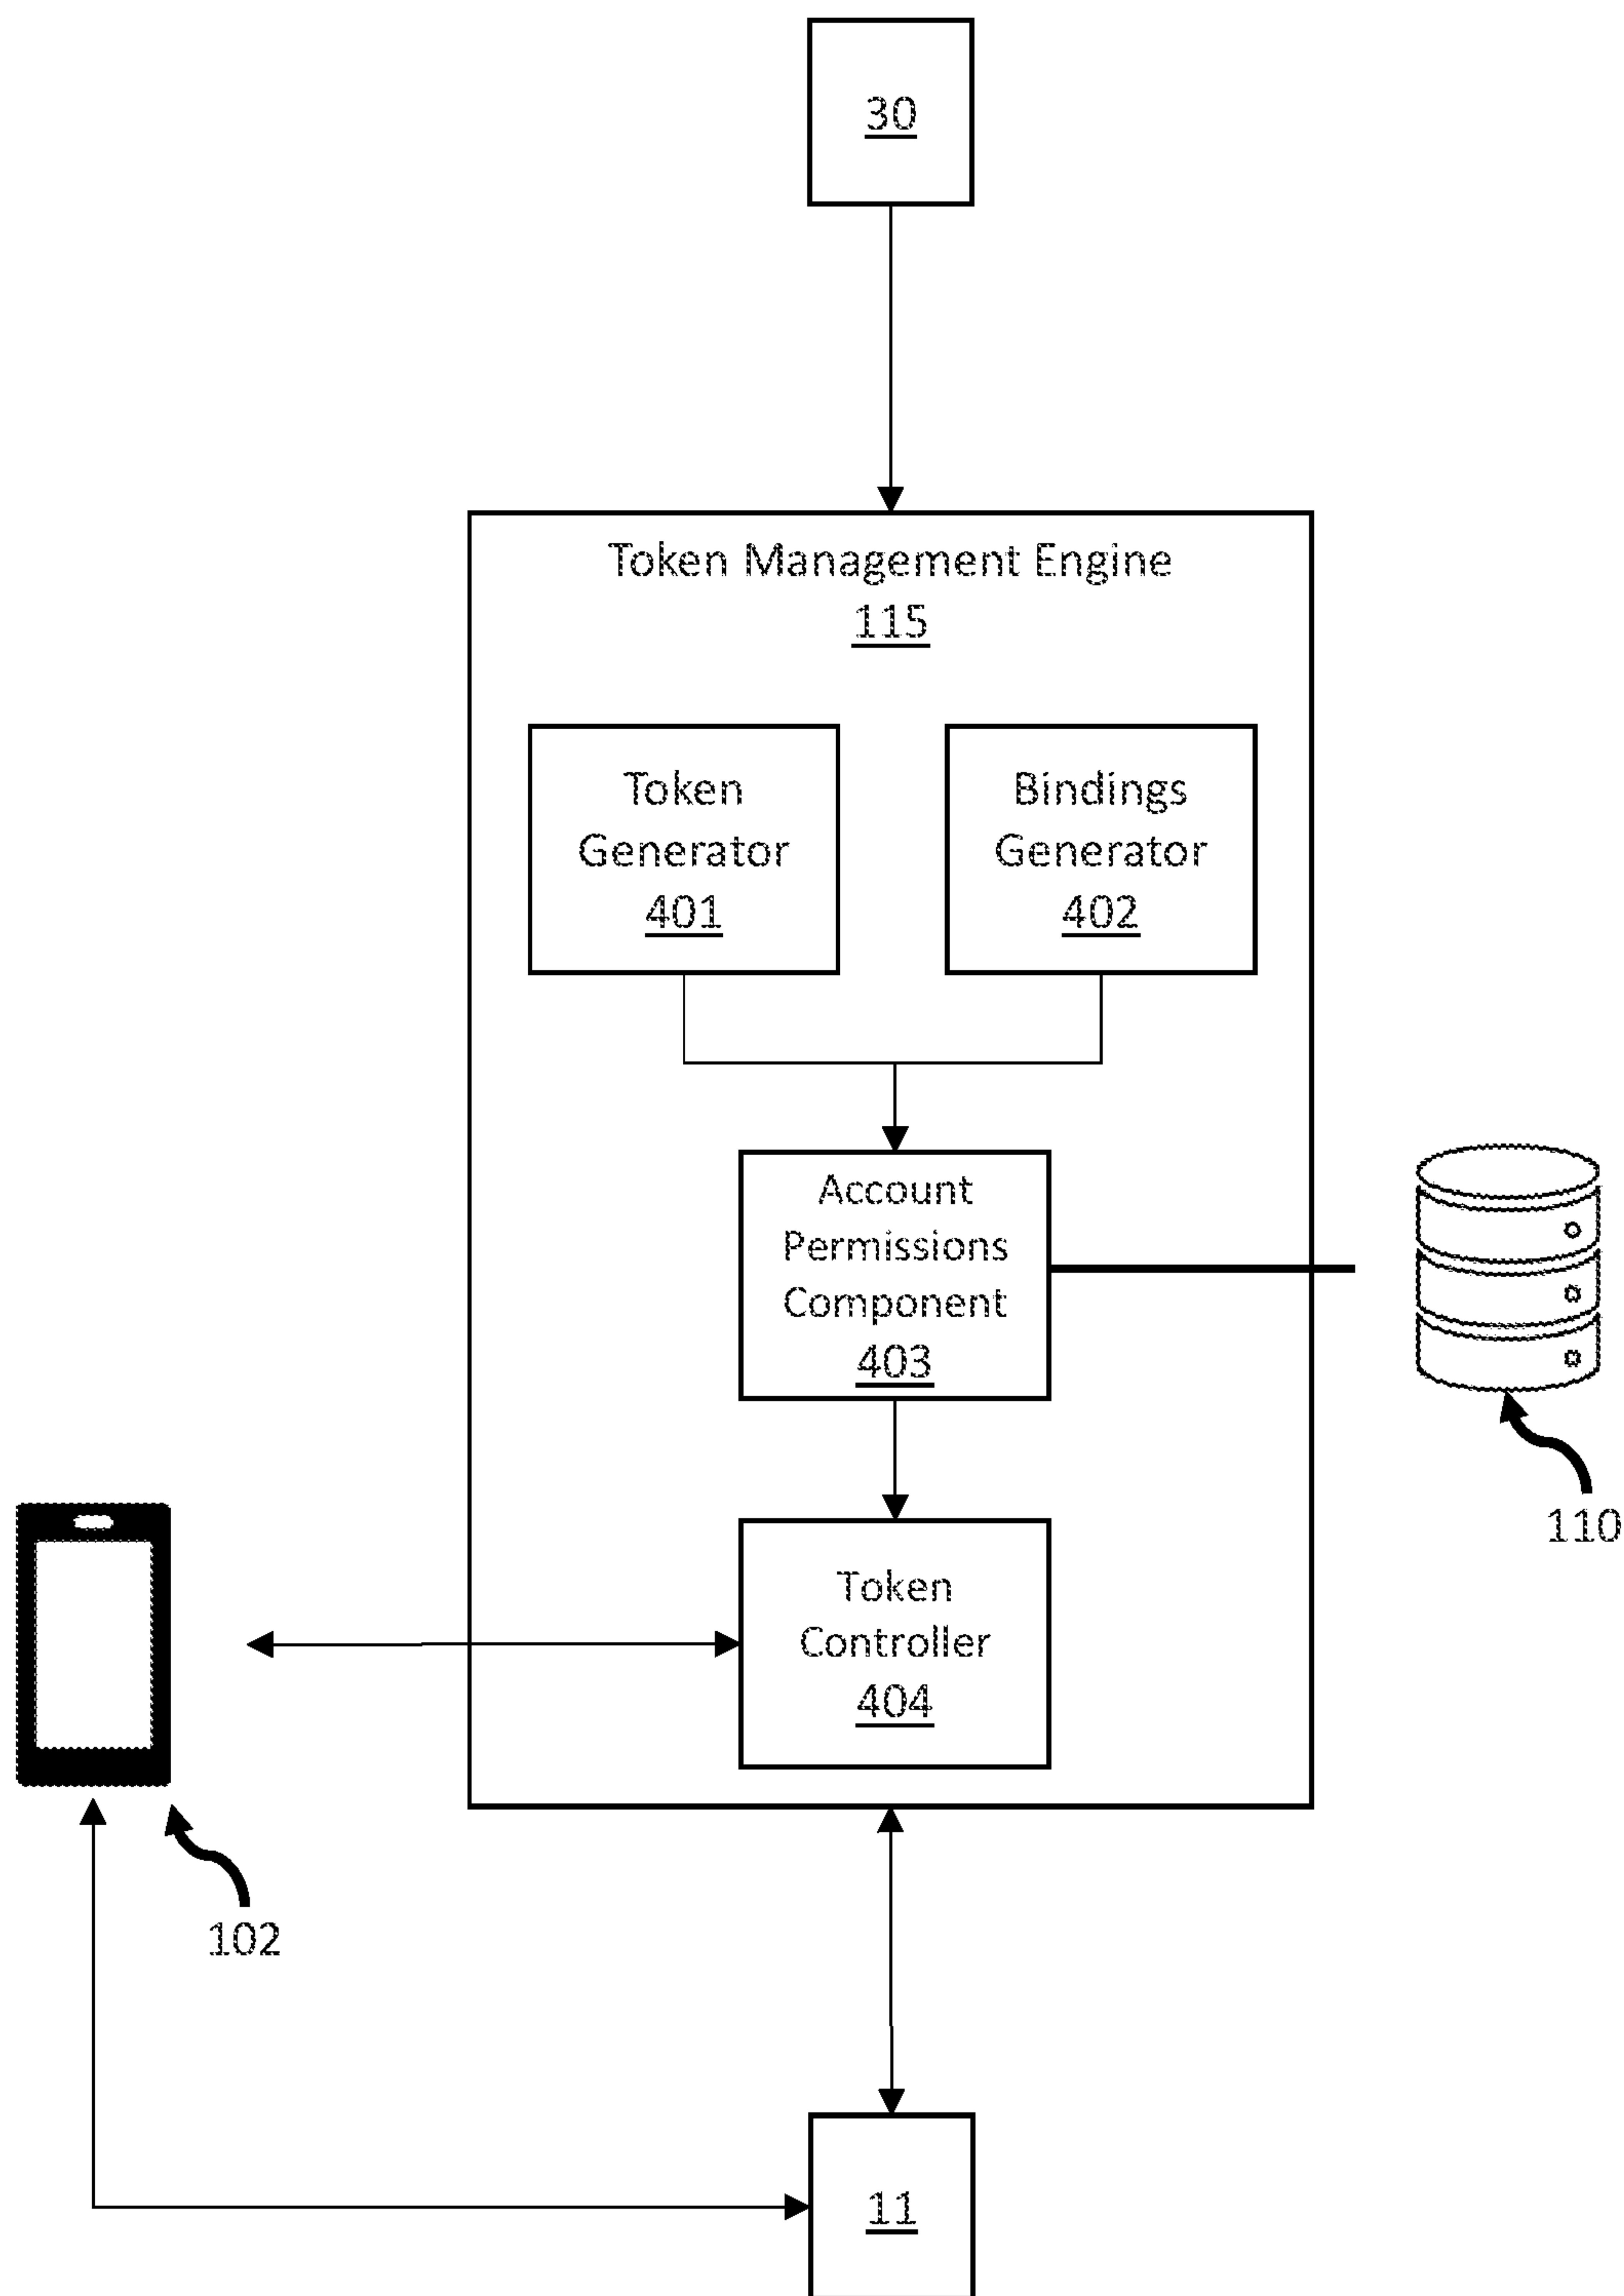 30
Token Management Engine
115
Token
Generator
401
Bindings
Generator
402
Account
Permissions
Component
403
110
Token
Controller
404
102
11